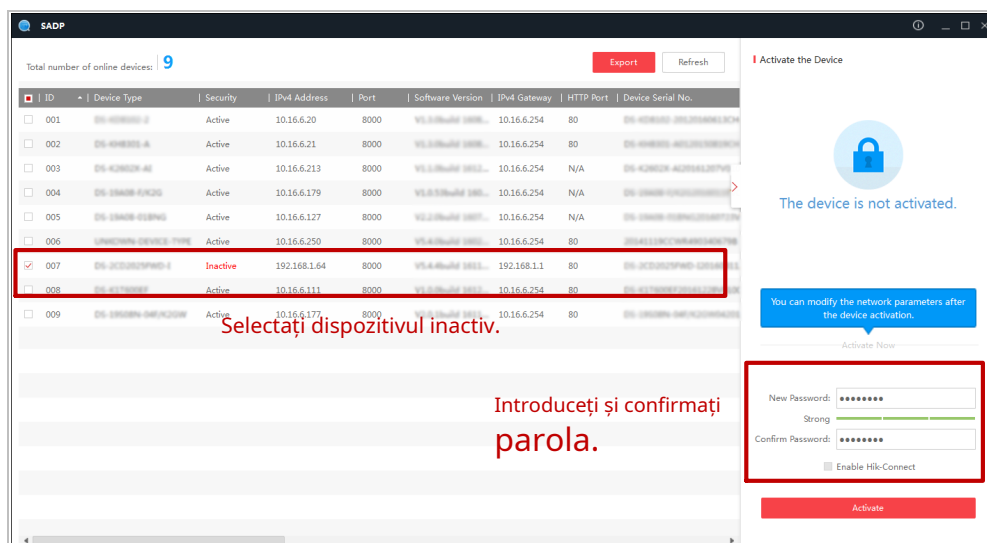 SADP
Total number of online devices: 9
Export
Refresh
ID Device Type Security IPv4 Address Port Software Version IPv4 Gateway HTTP Port Device Serial No.
001 Active 10.16.6.20 8000 10.16.6.254 80
002 Active 10.16.6.21 8000 10.16.6.254 80
003 Active 10.16.6.213 8000 10.16.6.254 N/A
004 Active 10.16.6.179 8000 10.16.6.254 N/A
005 Active 10.16.6.127 8000 10.16.6.254 N/A
006 Active 10.16.6.250 8000 10.16.6.254 80
007 Inactive 192.168.1.64 8000 192.168.1.1 80
008 Active 10.16.6.111 8000 10.16.6.254 80
009 Active 10.16.6.177 8000 10.16.6.254 80
Selectați dispozitivul inactiv.
Introduceți și confirmați
parola.
Activate the Device
The device is not activated.
You can modify the network parameters after
the device activation.
Activate Now
New Password: ●●●●●●●●
Strong
Confirm Password: ●●●●●●●●
Enable Hik-Connect
Activate